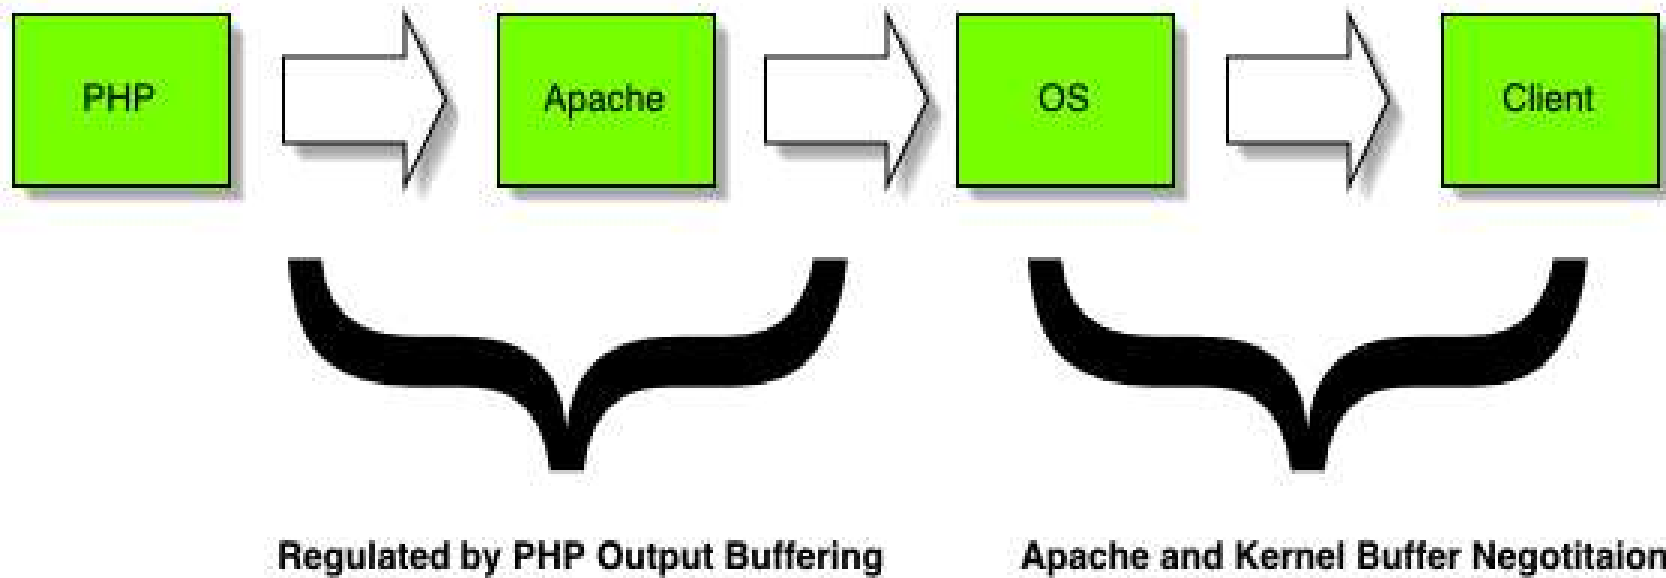 PHP
Apache
OS
Client
Regulated by PHP Output Buffering
Apache and Kernel Buffer Negotitaion